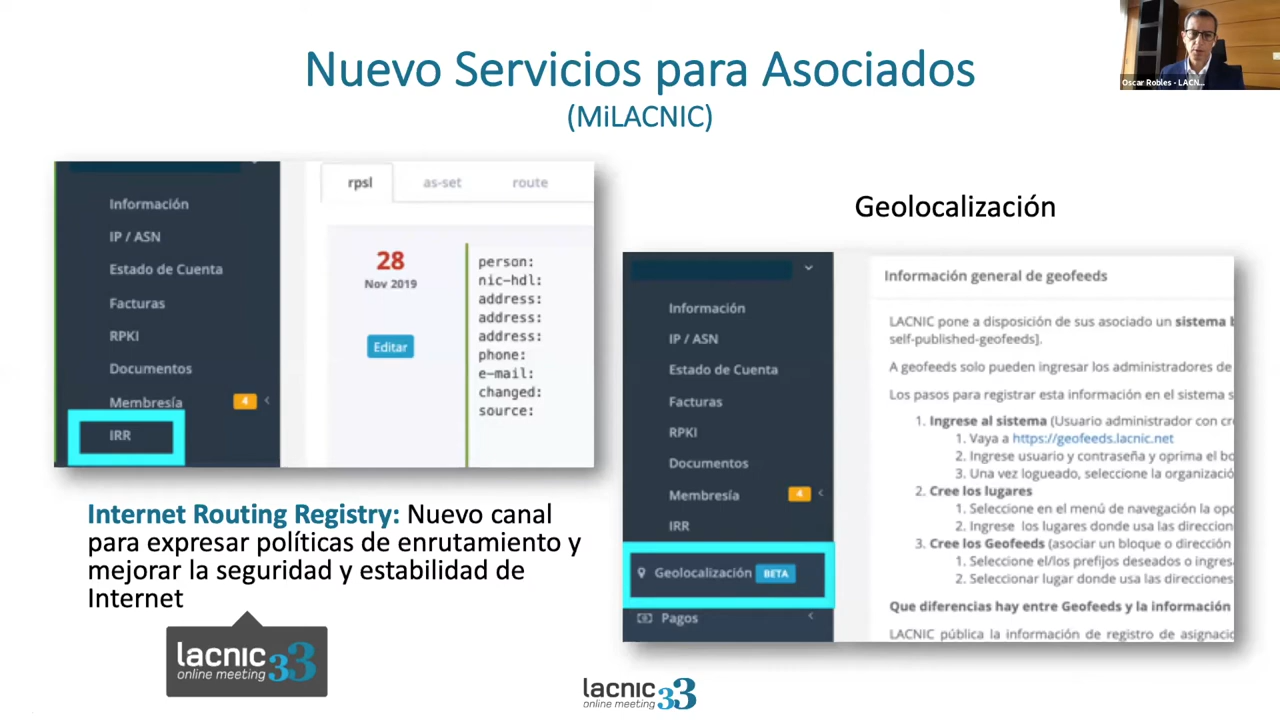 Nuevo Servicios para Asociados
(MiLACNIC)
Oscar Robles - LACN...
Información
IP / ASN
Estado de Cuenta
Facturas
RPKI
Documentos
Membresía 4
IRR
rpsl as-set route
28
Nov 2019
Editar
person:
nic-hdl:
address:
address:
address:
phone:
e-mail:
changed:
source:
Internet Routing Registry: Nuevo canal
para expresar políticas de enrutamiento y
mejorar la seguridad y estabilidad de
Internet
lacnic 33
online meeting
Geolocalización
Información
IP / ASN
Estado de Cuenta
Facturas
RPKI
Documentos
Membresía 4
IRR
Geolocalización BETA
Pagos
Información general de geofeeds
LACNIC pone a disposición de sus asociado un sistema
self-published-geofeeds].
A geofeeds solo pueden ingresar los administradores de
Los pasos para registrar esta información en el sistema
1. Ingrese al sistema (Usuario administrador con
1. Vaya a https://geofeeds.lacnic.net
2. Ingrese usuario y contraseña y oprima el
3. Una vez logueado, seleccione la
2. Cree los lugares
1. Seleccione en el menú de navegación la
2. Ingrese los lugares donde usa las
3. Cree los Geofeeds (asociar un bloque o dirección
1. Seleccione el/los prefijos deseados o
2. Seleccionar lugar donde usa las direcciones
Que diferencias hay entre Geofeeds y la información
LACNIC pública la información de registro de
lacnic 33
online meeting